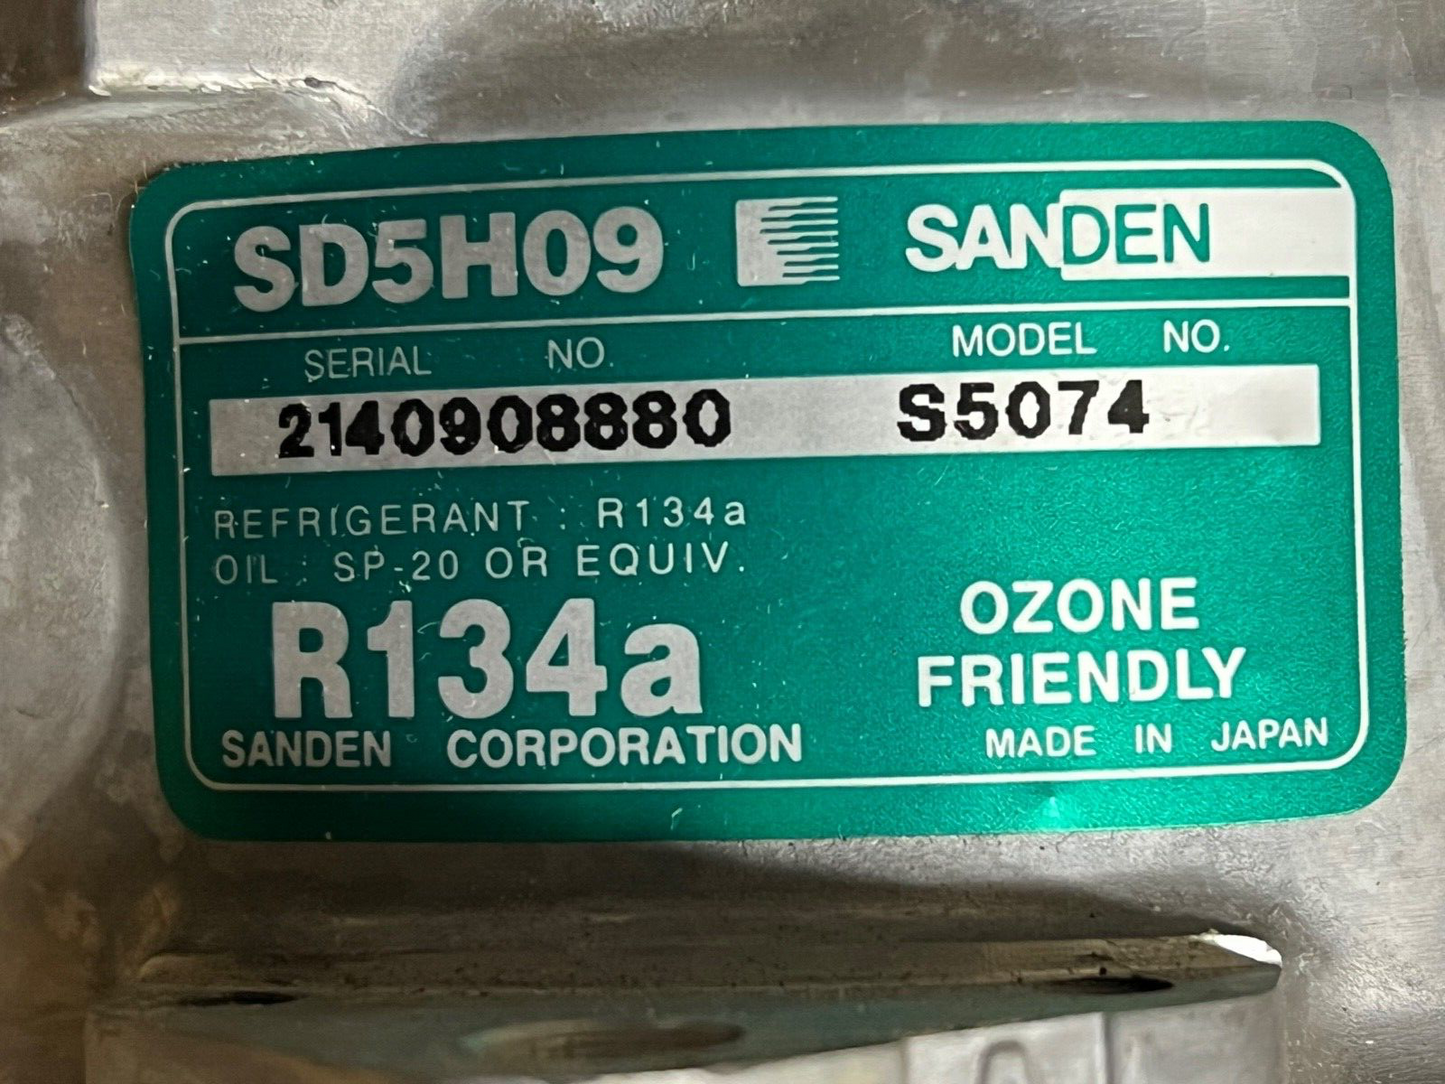 SD5H09 SANDEN
SERIAL NO. MODEL NO.
2140908880 S5074
REFRIGERANT : R134a
OIL : SP-20 OR EQUIV.
R134a
OZONE
FRIENDLY
SANDEN CORPORATION MADE IN JAPAN